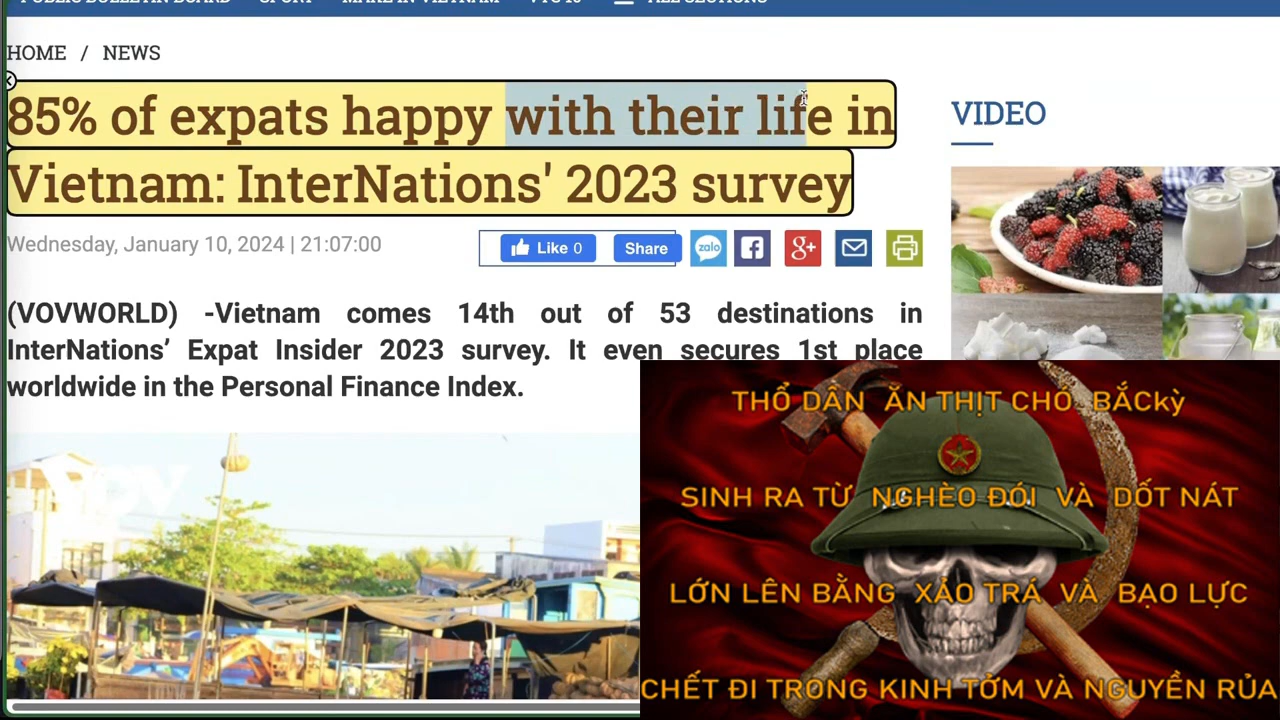 HOME / NEWS
85% of expats happy with their life in
Vietnam: InterNations' 2023 survey
Wednesday, January 10, 2024 | 21:07:00
Like 0
Share
zalo
VIDEO
(VOVWORLD) -Vietnam comes 14th out of 53 destinations in
InterNations’ Expat Insider 2023 survey. It even secures 1st place
worldwide in the Personal Finance Index.
VOV
THỔ DÂN ĂN THỊT CHÓ BẮCkỳ
SINH RA TỪ NGHÈO ĐÓI VÀ DỐT NÁT
LỚN LÊN BẰNG XẢO TRÁ VÀ BẠO LỰC
CHẾT ĐI TRONG KINH TỞM VÀ NGUYỀN RỦA